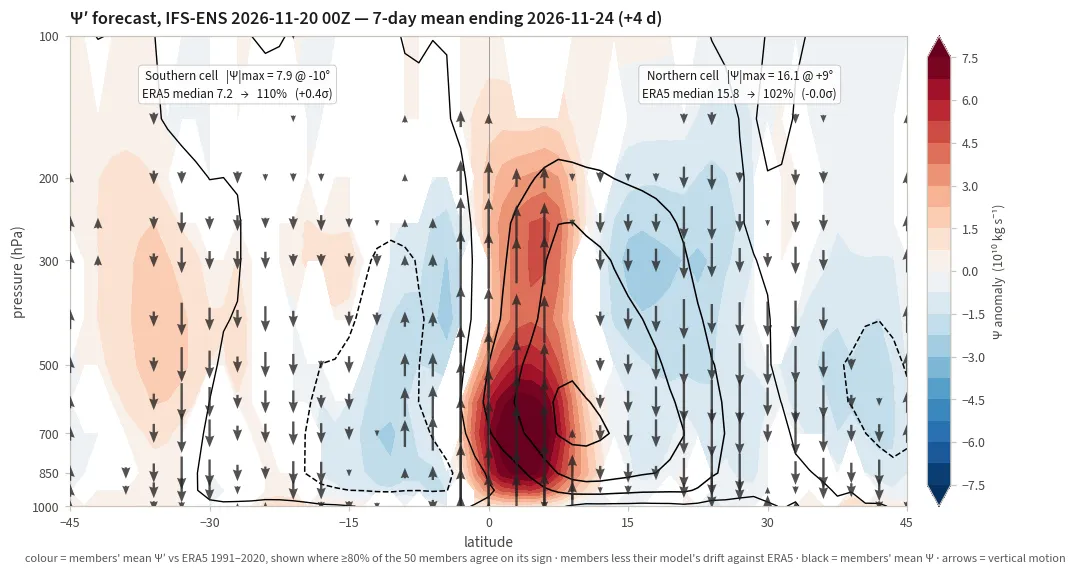 Ψ′ forecast, IFS-ENS 2026-11-20 00Z — 7-day mean ending 2026-11-24 (+4 d)
100
200
300
500
700
850
1000
pressure (hPa)
Southern cell |Ψ|max = 7.9 @ -10°
ERA5 median 7.2 → 110% (+0.4σ)
Northern cell |Ψ|max = 16.1 @ +9°
ERA5 median 15.8 → 102% (-0.0σ)
−45 −30 −15 0 15 30 45
latitude
7.5
6.0
4.5
3.0
1.5
0.0
−1.5
−3.0
−4.5
−6.0
−7.5
Ψ anomaly (10¹⁰ kg s⁻¹)
colour = members' mean Ψ′ vs ERA5 1991–2020, shown where ≥80% of the 50 members agree on its sign · members less their model's drift against ERA5 · black = members' mean Ψ · arrows = vertical motion